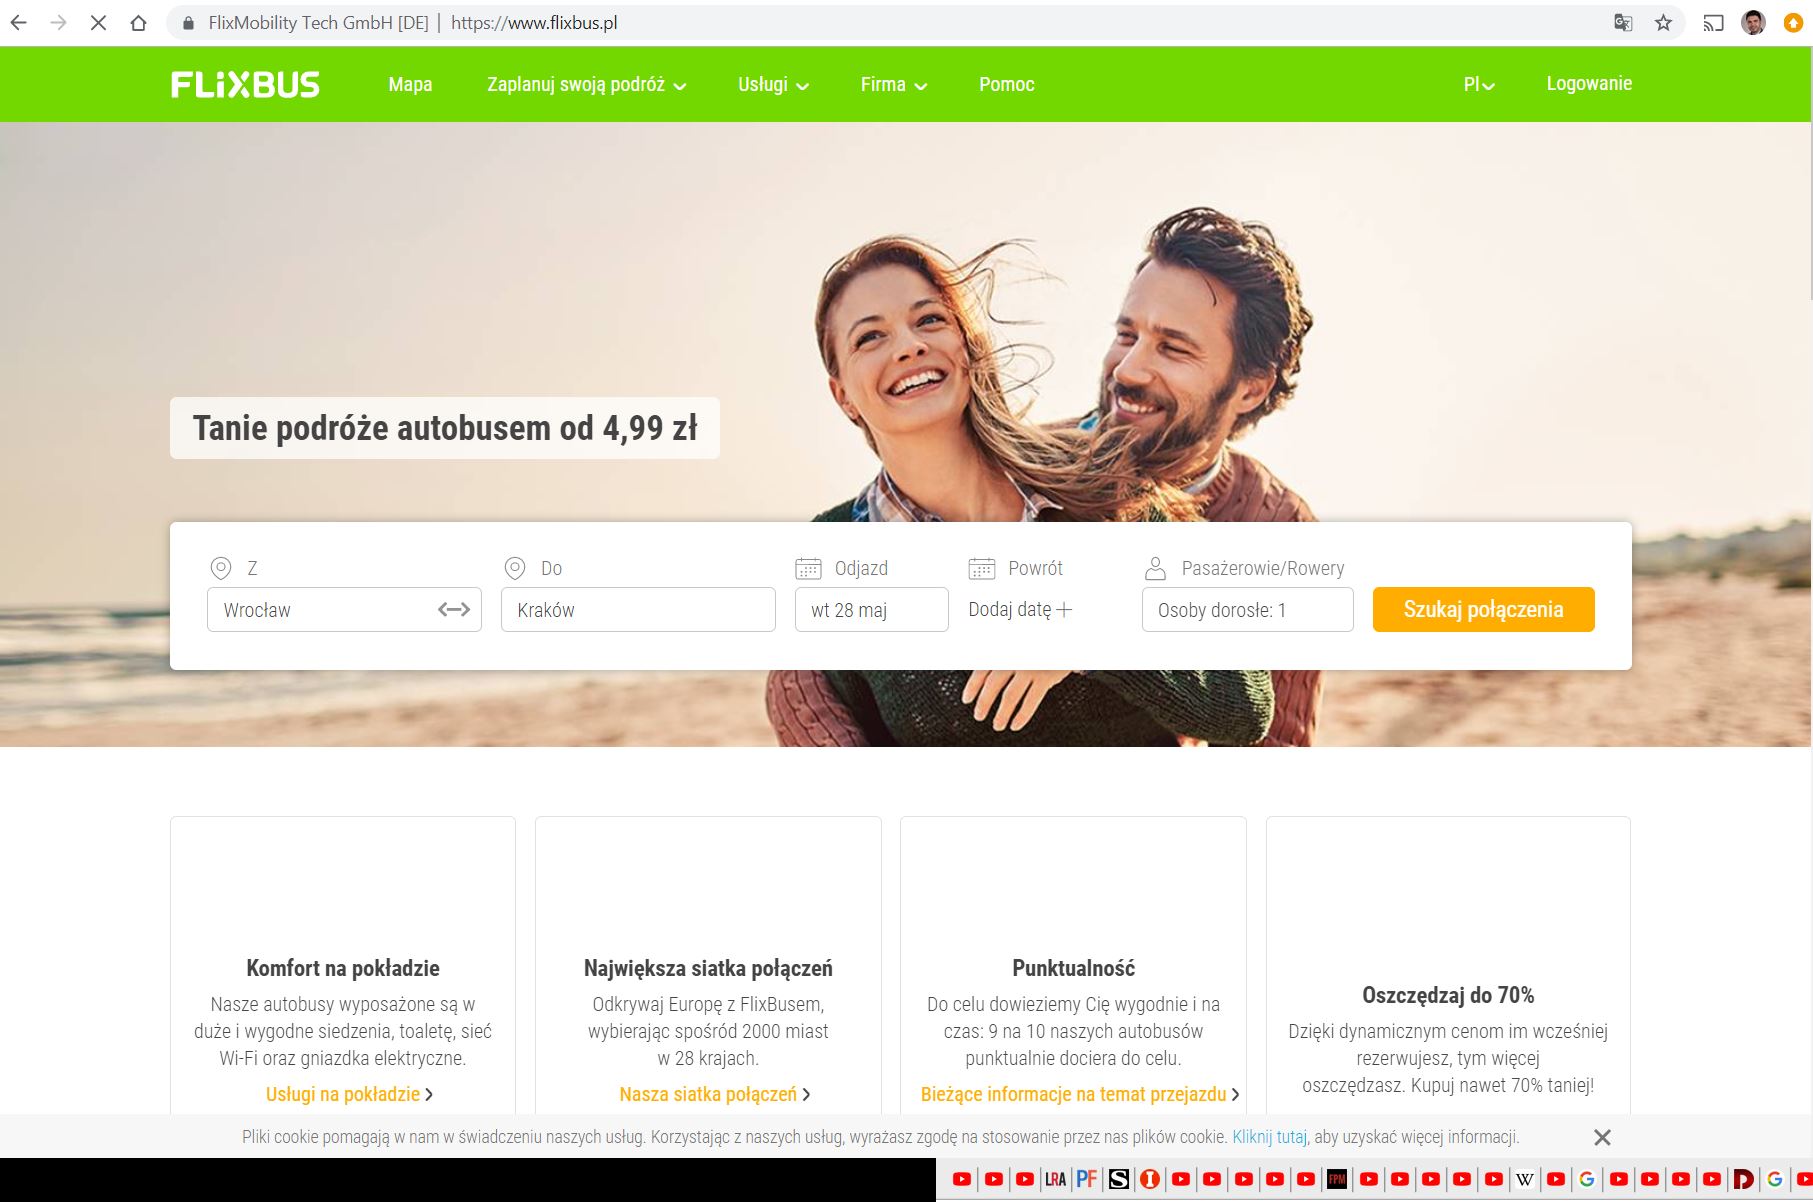 FlixMobility Tech GmbH [DE] | https://www.flixbus.pl
FLiXBUS Mapa Zaplanuj swoją podróż Usługi Firma Pomoc Pl Logowanie
Tanie podróże autobusem od 4,99 zł
Z Do Odjazd Powrót Pasażerowie/Rowery
Wrocław Kraków wt 28 maj Dodaj datę + Osoby dorosłe: 1 Szukaj połączenia
Komfort na pokładzie
Nasze autobusy wyposażone są w
duże i wygodne siedzenia, toaletę, sieć
Wi-Fi oraz gniazdka elektryczne.
Usługi na pokładzie
Największa siatka połączeń
Odkrywaj Europę z FlixBusem,
wybierając spośród 2000 miast
w 28 krajach.
Nasza siatka połączeń
Punktualność
Do celu dowieziemy Cię wygodnie i na
czas: 9 na 10 naszych autobusów
punktualnie dociera do celu.
Bieżące informacje na temat przejazdu
Oszczędzaj do 70%
Dzięki dynamicznym cenom im wcześniej
rezerwujesz, tym więcej
oszczędzasz. Kupuj nawet 70% taniej!
Pliki cookie pomagają w nam w świadczeniu naszych usług. Korzystając z naszych usług, wyrażasz zgodę na stosowanie przez nas plików cookie. Kliknij tutaj, aby uzyskać więcej informacji.
LRA PF S I FPM W G D G